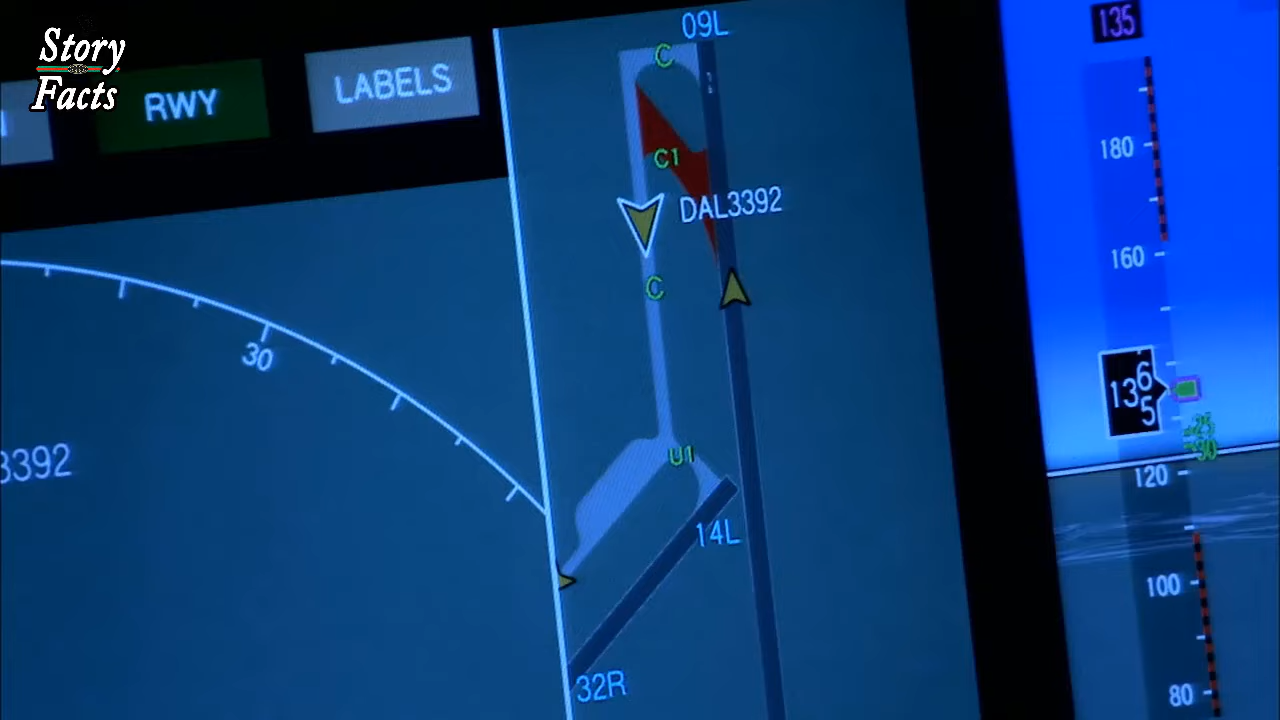 Story
Facts
RWY
LABELS
09L
C
C1
DAL3392
C
U1
14L
32R
30
3392
135
180
160
136
5
120
100
80